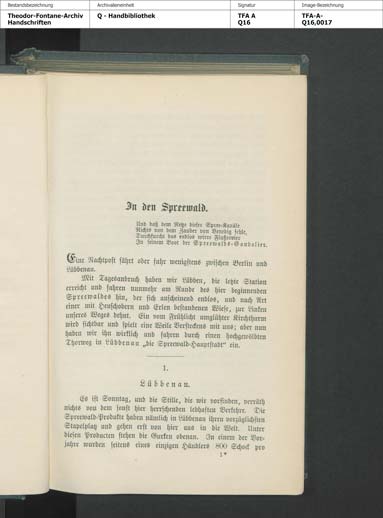 Bestandsbezeichnung Archivalieneinheit Signatur Image-Bezeichnung
Theodor-Fontane-Archiv Q - Handbibliothek TFA A TFA-A-
Handschriften Q16 Q16,0017
In den Spreewald.
Und daß dem Netze dieser Spree-Kanäle
Nichts von dem Zauber von Venedig fehle,
Durchfurcht das endlos wirre Flußrevier
In seinem Boot der Spreewalds-Gondolier.
Eine Nachtpost führt oder fuhr wenigstens zwischen Berlin und
Lübbenau.
Mit Tagesanbruch haben wir Lübben, die letzte Station
erreicht und fahren nunmehr am Rande des hier beginnenden
Spreewaldes hin, der sich anscheinend endlos, und nach Art
einer mit Heuschobern und Erlen bestandenen Wiese, zur Linken
unseres Weges dehnt. Ein vom Frühlicht umglühter Kirchthurm
wird sichtbar und spielt eine Weile Versteckens mit uns; aber nun
haben wir ihn wirklich und fahren durch einen hochgewölbten
Thorweg in Lübbenau „die Spreewald-Hauptstadt“ ein.
1.
Lübbenau.
Es ist Sonntag, und die Stille, die wir vorfinden, verräth
nichts von dem sonst hier herrschenden lebhaften Verkehre. Die
Spreewald-Produkte haben nämlich in Lübbenau ihren vorzüglichsten
Stapelplatz und gehen erst von hier aus in die Welt. Unter
diesen Producten stehen die Gurken obenan. In einem der Vor-
jahre wurden seitens eines einzigen Händlers 800 Schock pro
1*